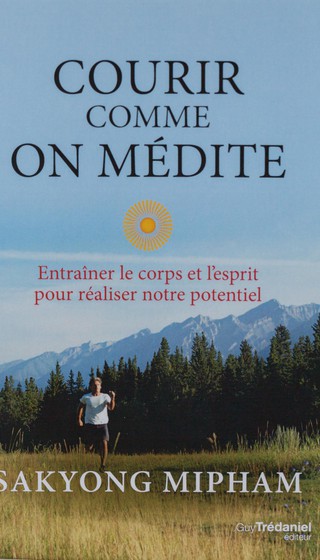 COURIR
COMME
ON MÉDITE
Entraîner le corps et l'esprit
pour réaliser notre potentiel
SAKYONG MIPHAM
Guy Trédaniel
éditeur